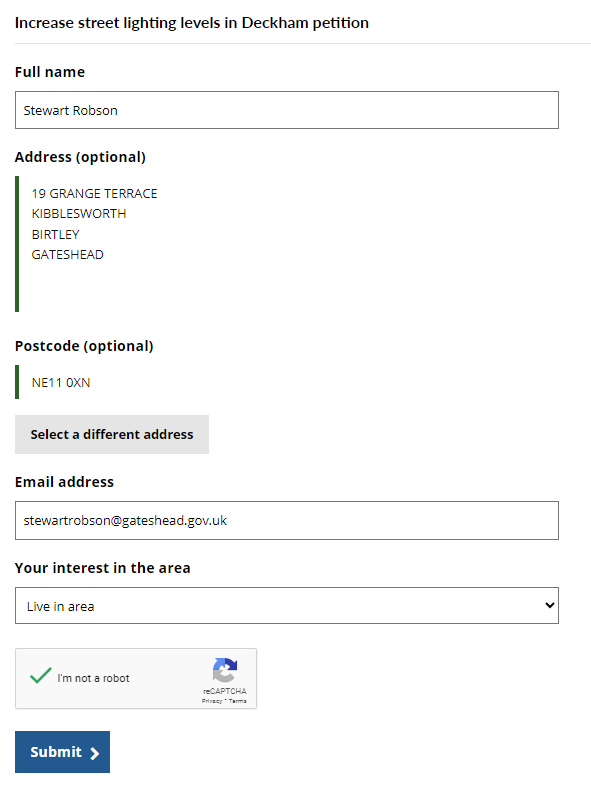 Increase street lighting levels in Deckham petition
Full name
Stewart Robson
Address (optional)
19 GRANGE TERRACE
KIBBLESWORTH
BIRTLEY
GATESHEAD
Postcode (optional)
NE11 0XN
Select a different address
Email address
stewartrobson@gateshead.gov.uk
Your interest in the area
Live in area
I'm not a robot
reCAPTCHA
Privacy - Terms
Submit